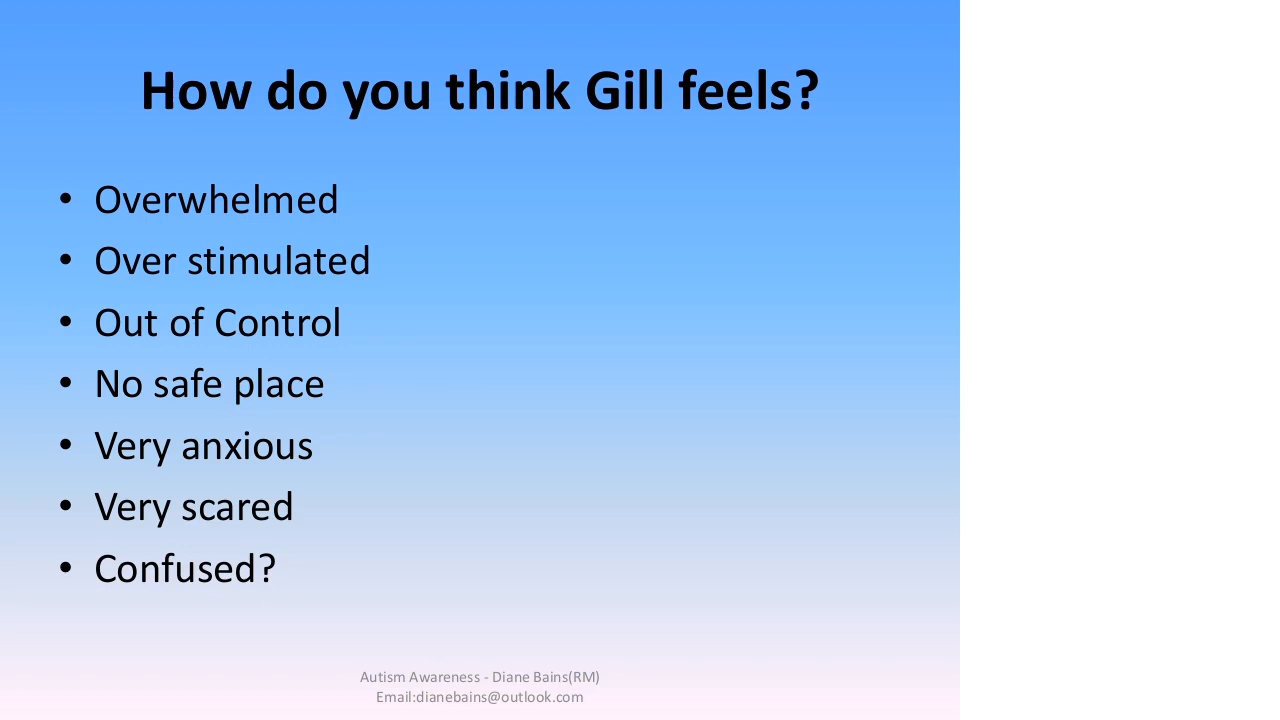 How do you think Gill feels?
• Overwhelmed
• Over stimulated
• Out of Control
• No safe place
• Very anxious
• Very scared
• Confused?
Autism Awareness - Diane Bains(RM)
Email:dianebains@outlook.com